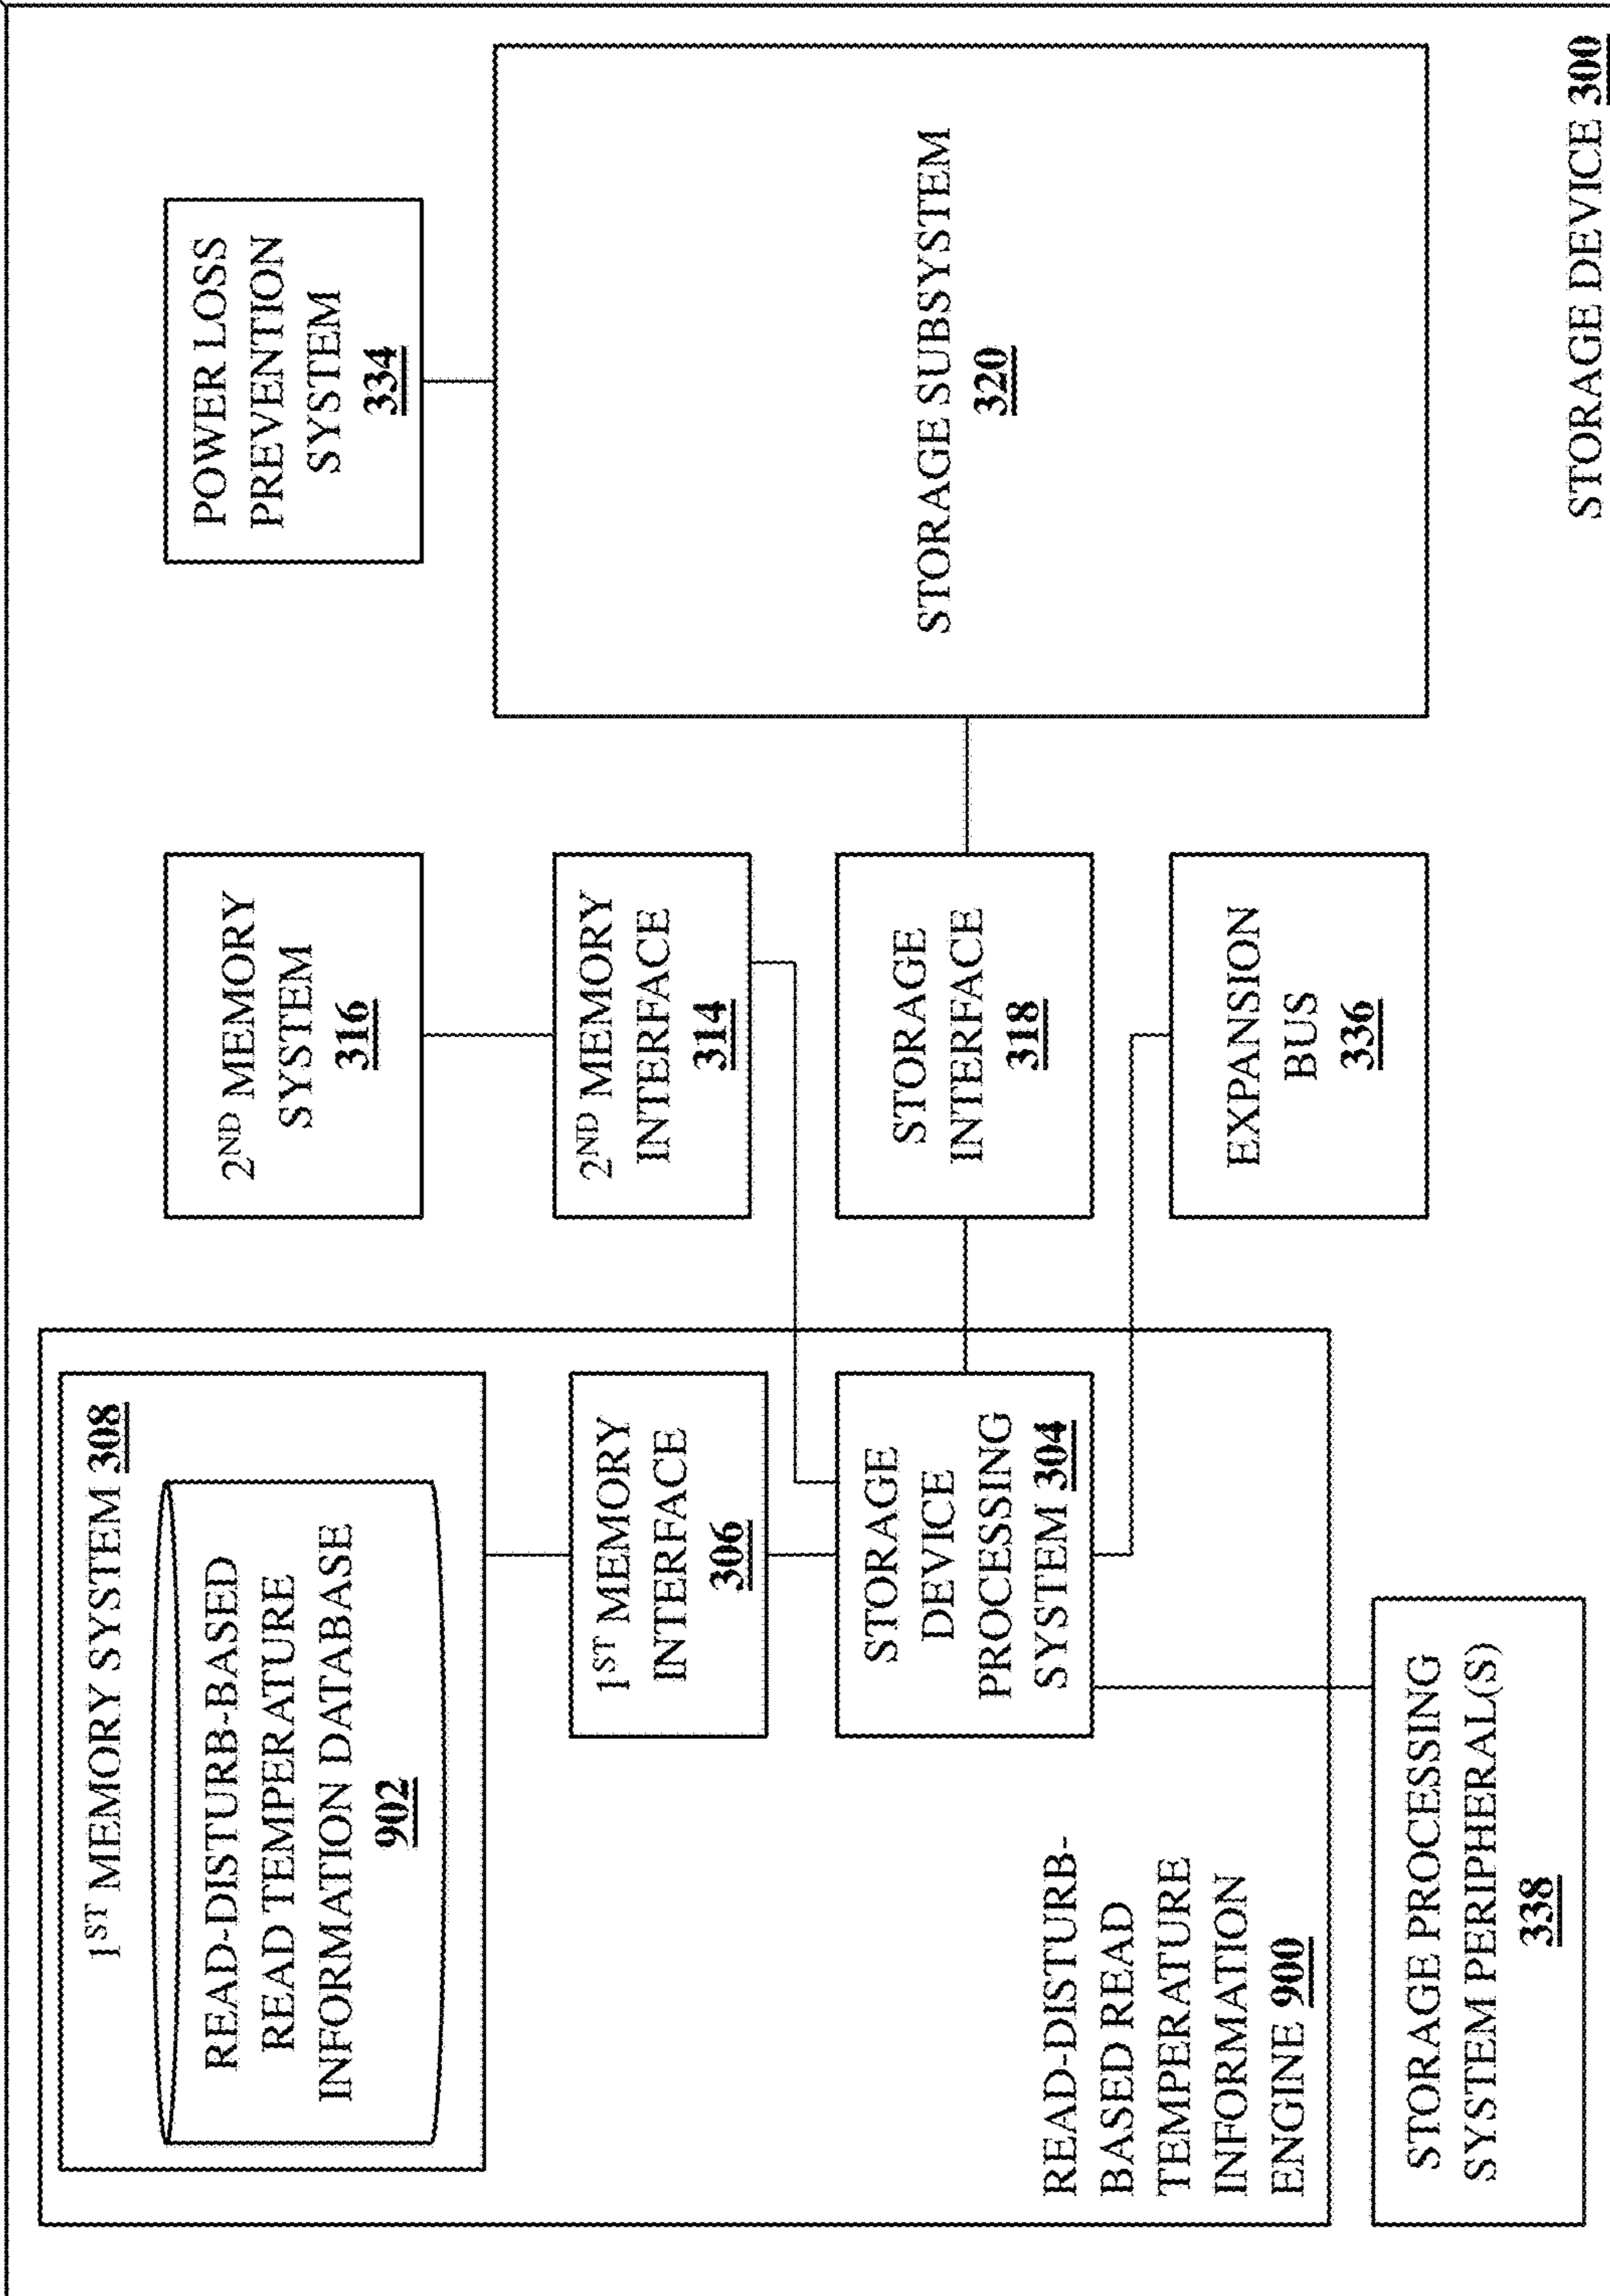 1ST MEMORY SYSTEM 308
READ-DISTURB-BASED
READ TEMPERATURE
INFORMATION DATABASE
902
1ST MEMORY
INTERFACE
306
STORAGE
DEVICE
PROCESSING
SYSTEM 304
READ-DISTURB-
BASED READ
TEMPERATURE
INFORMATION
ENGINE 900
STORAGE PROCESSING
SYSTEM PERIPHERAL(S)
338
2ND MEMORY
SYSTEM
316
2ND MEMORY
INTERFACE
314
STORAGE
INTERFACE
318
EXPANSION
BUS
336
POWER LOSS
PREVENTION
SYSTEM
334
STORAGE SUBSYSTEM
320
STORAGE DEVICE 300